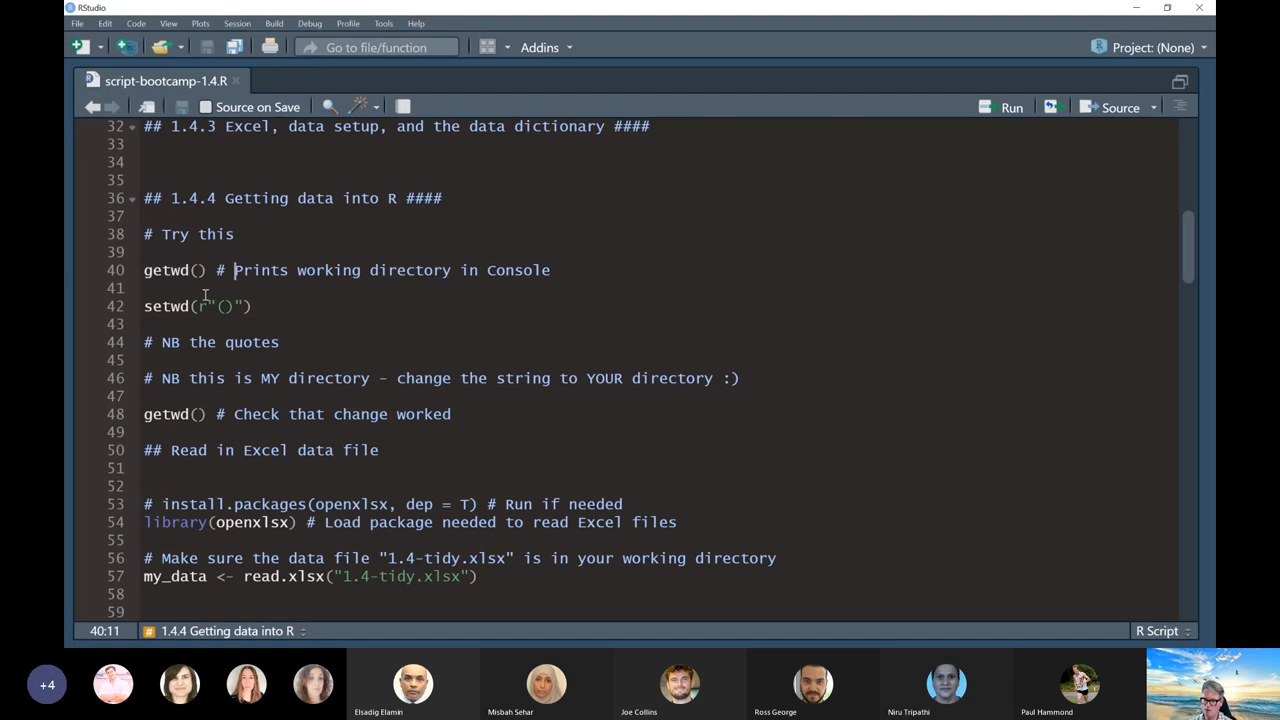 RStudio
File Edit Code View Plots Session Build Debug Profile Tools Help
Go to file/function Addins Project: (None)
script-bootcamp-1.4.R
Source on Save Run Source
32 ## 1.4.3 Excel, data setup, and the data dictionary ####
33
34
35
36 ## 1.4.4 Getting data into R ####
37
38 # Try this
39
40 getwd() # Prints working directory in Console
41
42 setwd(r"()")
43
44 # NB the quotes
45
46 # NB this is MY directory - change the string to YOUR directory :)
47
48 getwd() # Check that change worked
49
50 ## Read in Excel data file
51
52
53 # install.packages(openxlsx, dep = T) # Run if needed
54 library(openxlsx) # Load package needed to read Excel files
55
56 # Make sure the data file "1.4-tidy.xlsx" is in your working directory
57 my_data <- read.xlsx("1.4-tidy.xlsx")
58
59
40:11 # 1.4.4 Getting data into R R Script
+4
Elsadig Elamin Misbah Sehar Joe Collins Ross George Niru Tripathi Paul Hammond